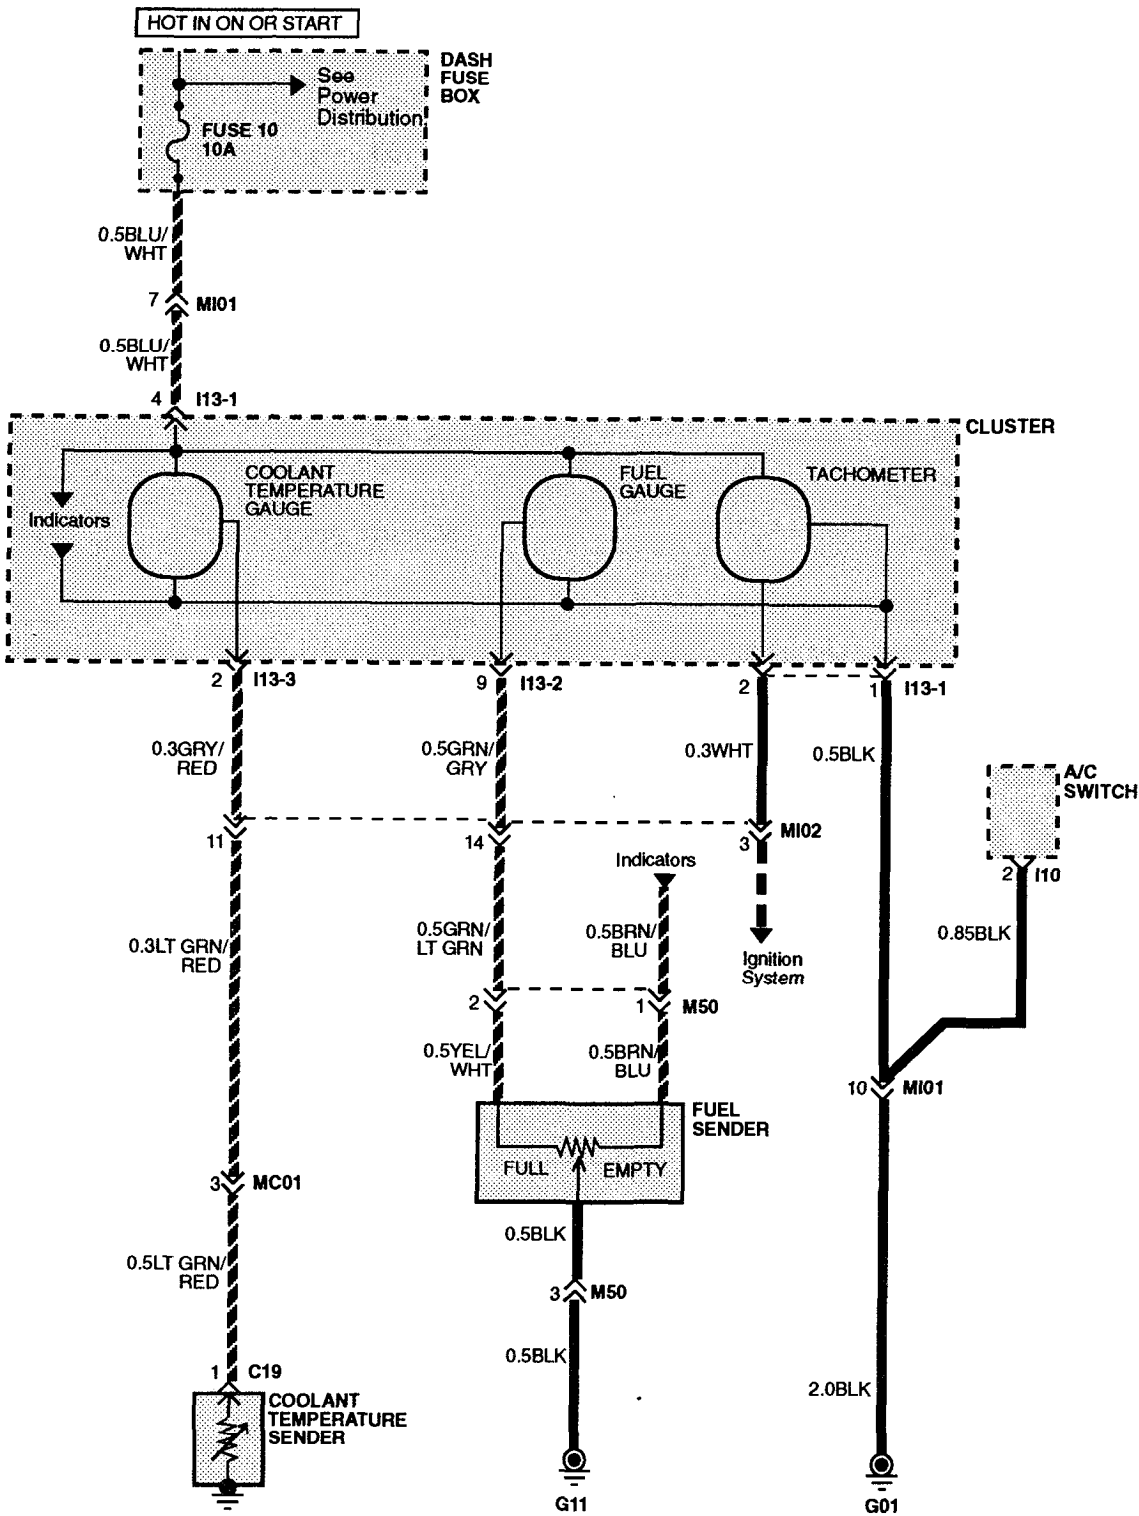 HOT IN ON OR START
DASH
FUSE
BOX
See
Power
Distribution
FUSE 10
10A
0.5BLU/
WHT
7
MI01
0.5BLU/
WHT
4
I13-1
CLUSTER
COOLANT
TEMPERATURE
GAUGE
FUEL
GAUGE
TACHOMETER
Indicators
2
I13-3
9
I13-2
2
1
I13-1
0.3GRY/
RED
0.5GRN/
GRY
0.3WHT
0.5BLK
A/C
SWITCH
11
14
3
MI02
2
I10
Indicators
0.3LT GRN/
RED
0.5GRN/
LT GRN
0.5BRN/
BLU
Ignition
System
0.85BLK
2
1
M50
0.5YEL/
WHT
0.5BRN/
BLU
10
MI01
FUEL
SENDER
FULL
EMPTY
3
MC01
0.5BLK
0.5LT GRN/
RED
3
M50
0.5BLK
1
C19
2.0BLK
COOLANT
TEMPERATURE
SENDER
G11
G01